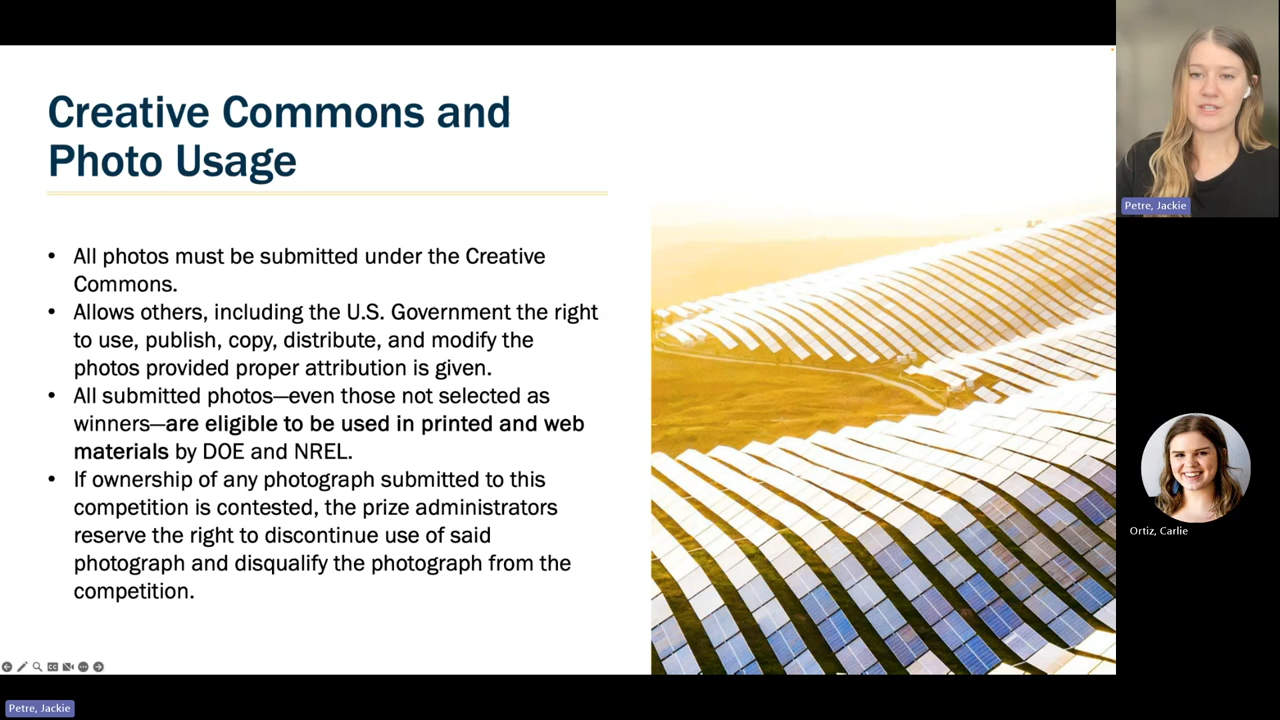 Creative Commons and
Photo Usage
• All photos must be submitted under the Creative
Commons.
• Allows others, including the U.S. Government the right
to use, publish, copy, distribute, and modify the
photos provided proper attribution is given.
• All submitted photos—even those not selected as
winners—are eligible to be used in printed and web
materials by DOE and NREL.
• If ownership of any photograph submitted to this
competition is contested, the prize administrators
reserve the right to discontinue use of said
photograph and disqualify the photograph from the
competition.
Petre, Jackie
Ortiz, Carlie
Petre, Jackie